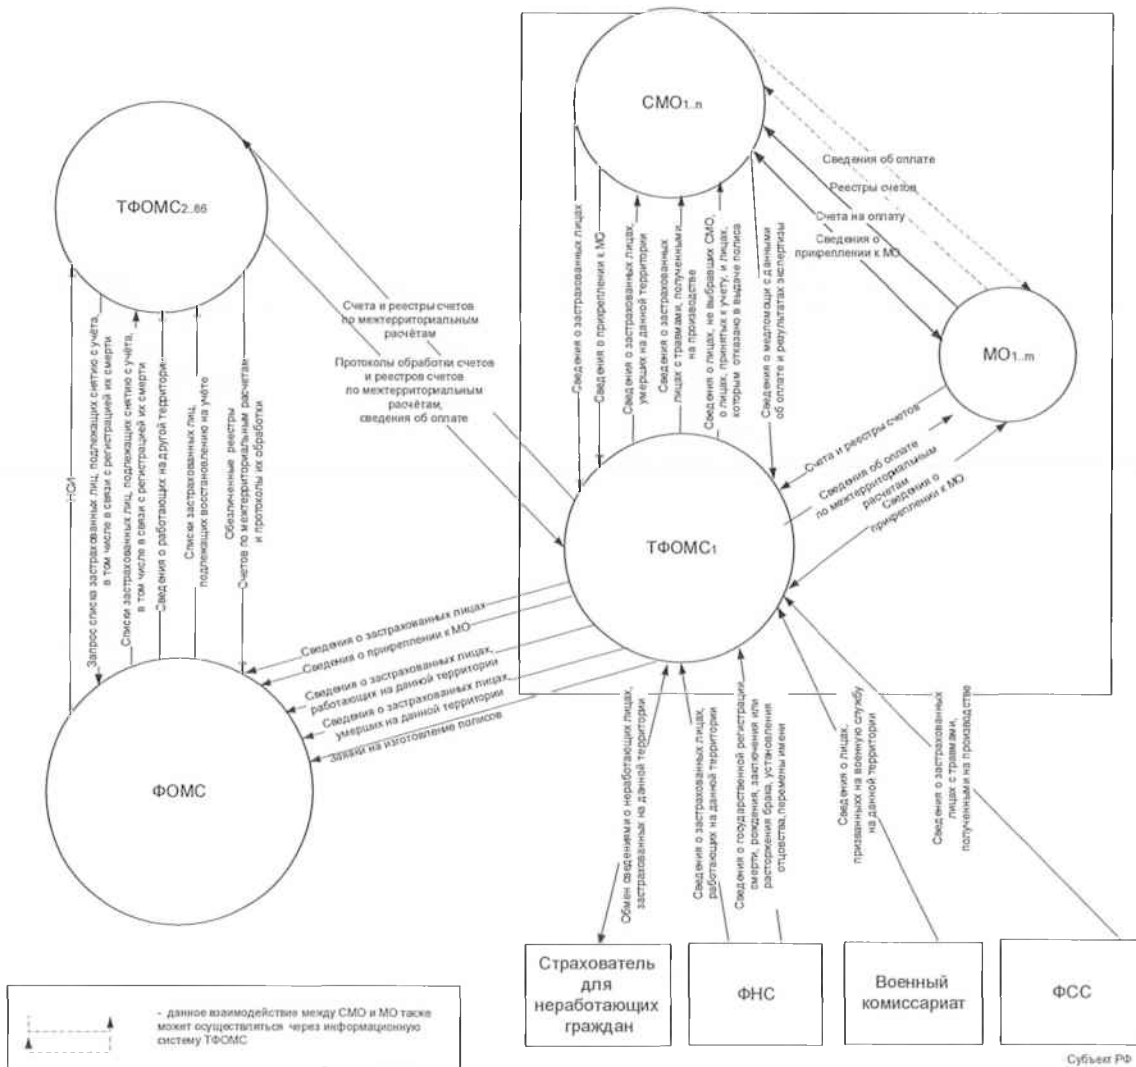 СМО1..n
ТФОМС2..86
МО1..m
ТФОМС1
ФОМС
Сведения об оплате
Реестры счетов
Счета на оплату
Сведения о
прикреплении к МО
Счета и реестры счетов
по межтерриториальным
расчётам
Протоколы обработки счетов
и реестров счетов
по межтерриториальным
расчётам,
сведения об оплате
Сведения о застрахованных лицах
Сведения о прикреплении к МО
Сведения о застрахованных лицах,
умерших на данной территории
Сведения о застрахованных
лицах с травмами, полученными
на производстве
Сведения о лицах, не выбравших СМО,
о лицах, принятых к учету, и лицах,
которым отказано в выдаче полиса
Сведения о медпомощи с данными
об оплате и результатах экспертизы
Счета и реестры счетов
Сведения об оплате
по межтерриториальным
расчетам
Сведения о
прикреплении к МО
НСИ
Запрос списка застрахованных лиц, подлежащих снятию с учёта,
в том числе в связи с регистрацией их смерти
Списки застрахованных лиц, подлежащих снятию с учёта,
в том числе в связи с регистрацией их смерти
Сведения о работающих на другой территории
Списки застрахованных лиц,
подлежащих восстановлению на учёте
Обезличенные реестры
Счетов по межтерриториальным расчетам
и протоколы их обработки
Сведения о застрахованных лицах
Сведения о прикреплении к МО
Сведения о застрахованных лицах,
работающих на данной территории
Сведения о застрахованных лицах
умерших на данной территории
Заявки на изготовление полисов
Обмен сведениями о неработающих лицах,
застрахованных на данной территории
Сведения о застрахованных лицах,
работающих на данной территории
Сведения о государственной регистрации
смерти, рождения, заключения или
расторжения брака, установления
отцовства, перемены имени
Сведения о лицах,
призванных на военную службу
на данной территории
Сведения о застрахованных
лицах с травмами,
полученными на производстве
Страхователь
для
неработающих
граждан
ФНС
Военный
комиссариат
ФСС
- данное взаимодействие между СМО и МО также
может осуществляться через информационную
систему ТФОМС
Субъект РФ